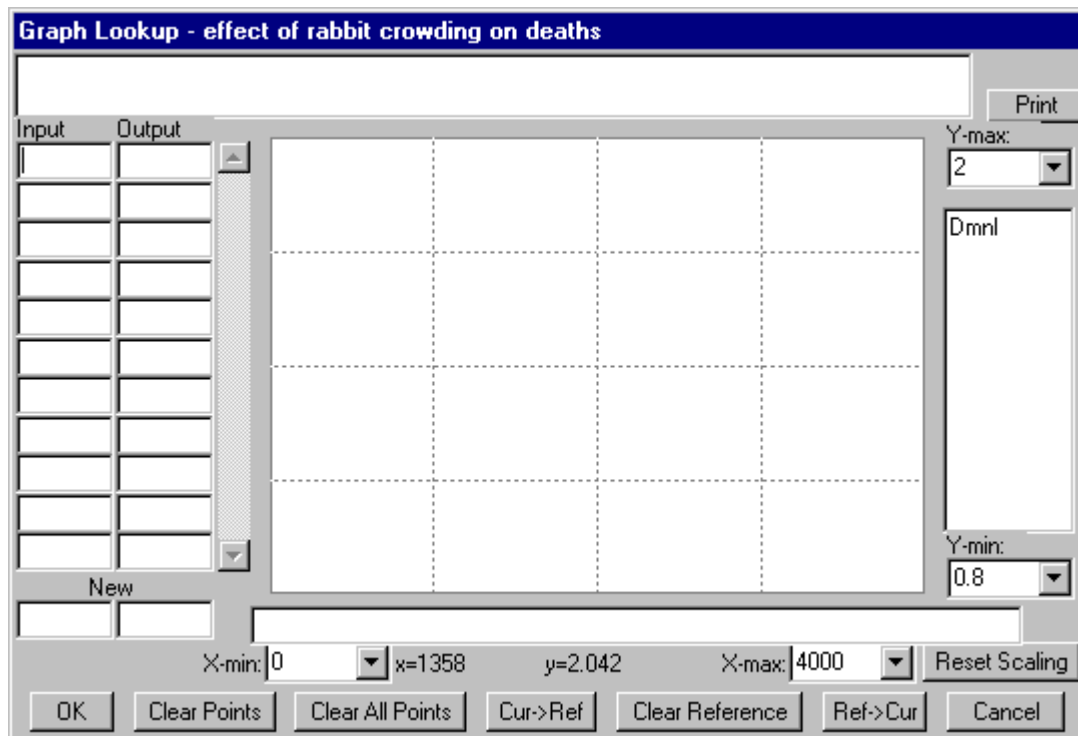 Graph Lookup - effect of rabbit crowding on deaths
Print
Input Output
Y-max:
2
Dmnl
Y-min:
0.8
New
X-min: 0 x=1358 y=2.042 X-max: 4000 Reset Scaling
OK Clear Points Clear All Points Cur->Ref Clear Reference Ref->Cur Cancel